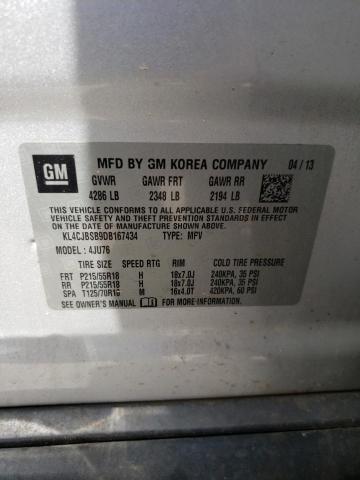 GM
MFD BY GM KOREA COMPANY 04/13
GVWR GAWR FRT GAWR RR
4286 LB 2348 LB 2194 LB
THIS VEHICLE CONFORMS TO ALL APPLICABLE U.S. FEDERAL MOTOR
VEHICLE SAFETY AND THEFT PREVENTION STANDARDS IN EFFECT ON
THE DATE OF MANUFACTURE SHOWN ABOVE.
KL4CJBSB9DB167434 TYPE: MPV
MODEL: 4JU76
TIRE SIZE SPEED RTG RIM COLD TIRE PRESSURE
FRT P215/55R18 H 18x7.0J 240KPA, 35 PSI
RR P215/55R18 H 18x7.0J 240KPA, 35 PSI
SPA T125/70R16 M 16x4.0T 420KPA, 60 PSI
SEE OWNER'S MANUAL FOR MORE INFORMATION.